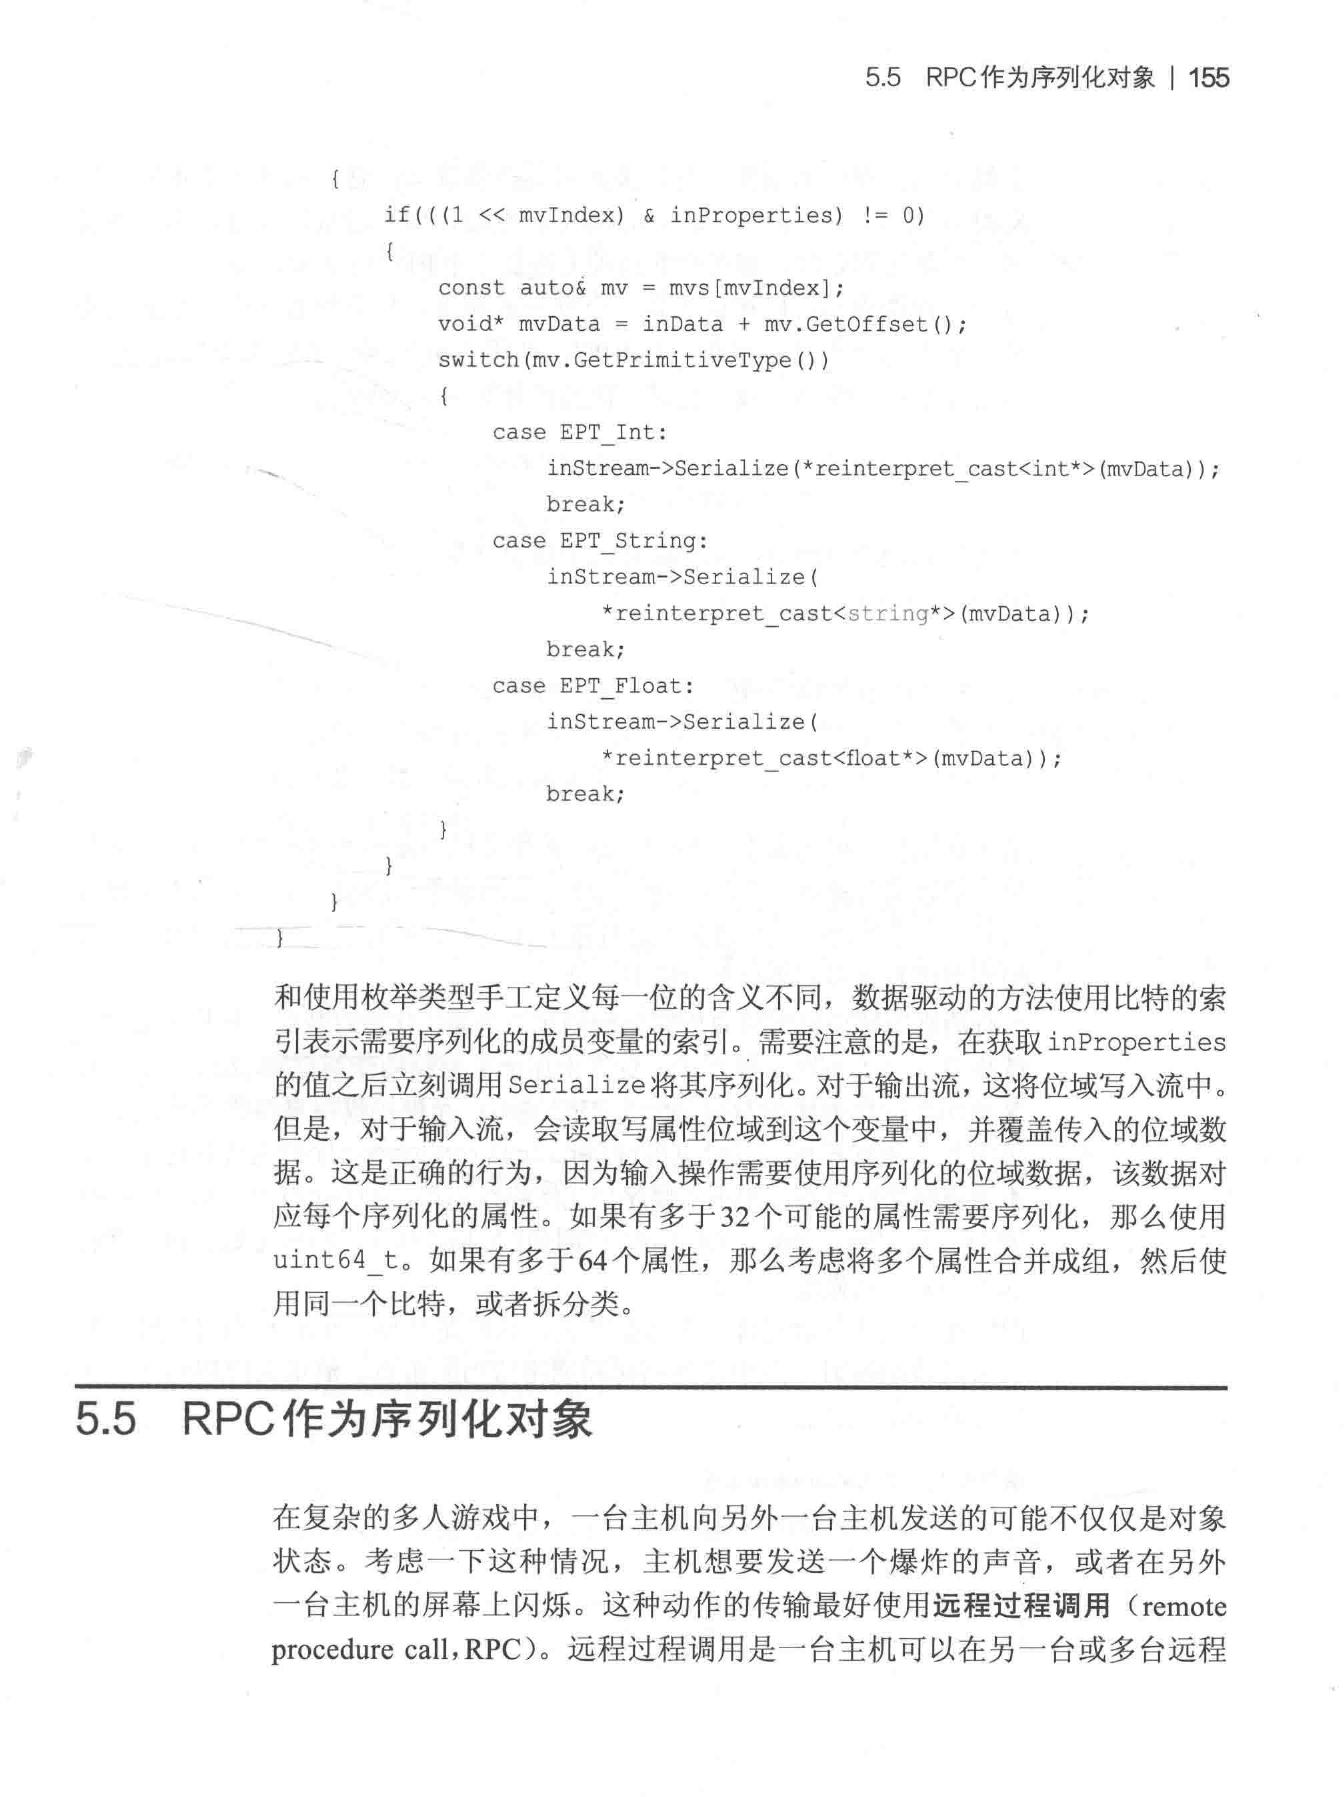 5.5 RPC作为序列化对象 | 155
{
if(((1 << mvIndex) & inProperties) != 0)
{
const auto& mv = mvs[mvIndex];
void* mvData = inData + mv.GetOffset();
switch(mv.GetPrimitiveType())
{
case EPT_Int:
inStream->Serialize(*reinterpret_cast<int*>(mvData));
break;
case EPT_String:
inStream->Serialize(
*reinterpret_cast<string*>(mvData));
break;
case EPT_Float:
inStream->Serialize(
*reinterpret_cast<float*>(mvData));
break;
}
}
}
}
和使用枚举类型手工定义每一位的含义不同，数据驱动的方法使用比特的索
引表示需要序列化的成员变量的索引。需要注意的是，在获取inProperties
的值之后立刻调用Serialize将其序列化。对于输出流，这将位域写入流中。
但是，对于输入流，会读取写属性位域到这个变量中，并覆盖传入的位域数
据。这是正确的行为，因为输入操作需要使用序列化的位域数据，该数据对
应每个序列化的属性。如果有多于32个可能的属性需要序列化，那么使用
uint64_t。如果有多于64个属性，那么考虑将多个属性合并成组，然后使
用同一个比特，或者拆分类。
5.5 RPC作为序列化对象
在复杂的多人游戏中，一台主机向另外一台主机发送的可能不仅仅是对象
状态。考虑一下这种情况，主机想要发送一个爆炸的声音，或者在另外
一台主机的屏幕上闪烁。这种动作的传输最好使用远程过程调用（remote
procedure call，RPC）。远程过程调用是一台主机可以在另一台或多台远程